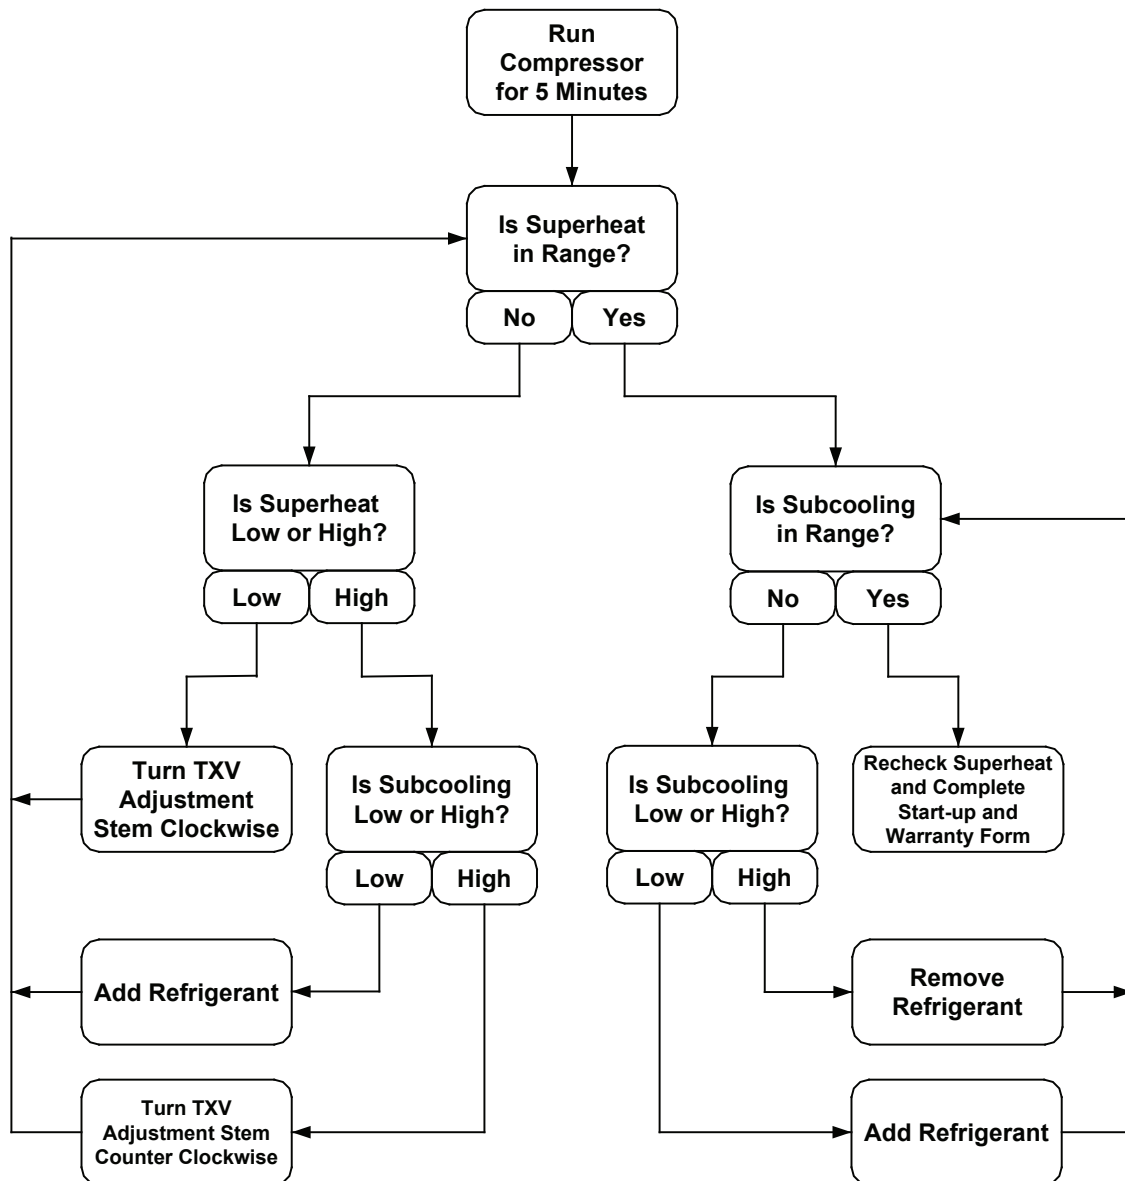 Run
Compressor
for 5 Minutes
Is Superheat
in Range?
No
Yes
Is Superheat
Low or High?
Low
High
Is Subcooling
in Range?
No
Yes
Turn TXV
Adjustment
Stem Clockwise
Is Subcooling
Low or High?
Low
High
Is Subcooling
Low or High?
Low
High
Recheck Superheat
and Complete
Start-up and
Warranty Form
Add Refrigerant
Remove
Refrigerant
Turn TXV
Adjustment Stem
Counter Clockwise
Add Refrigerant